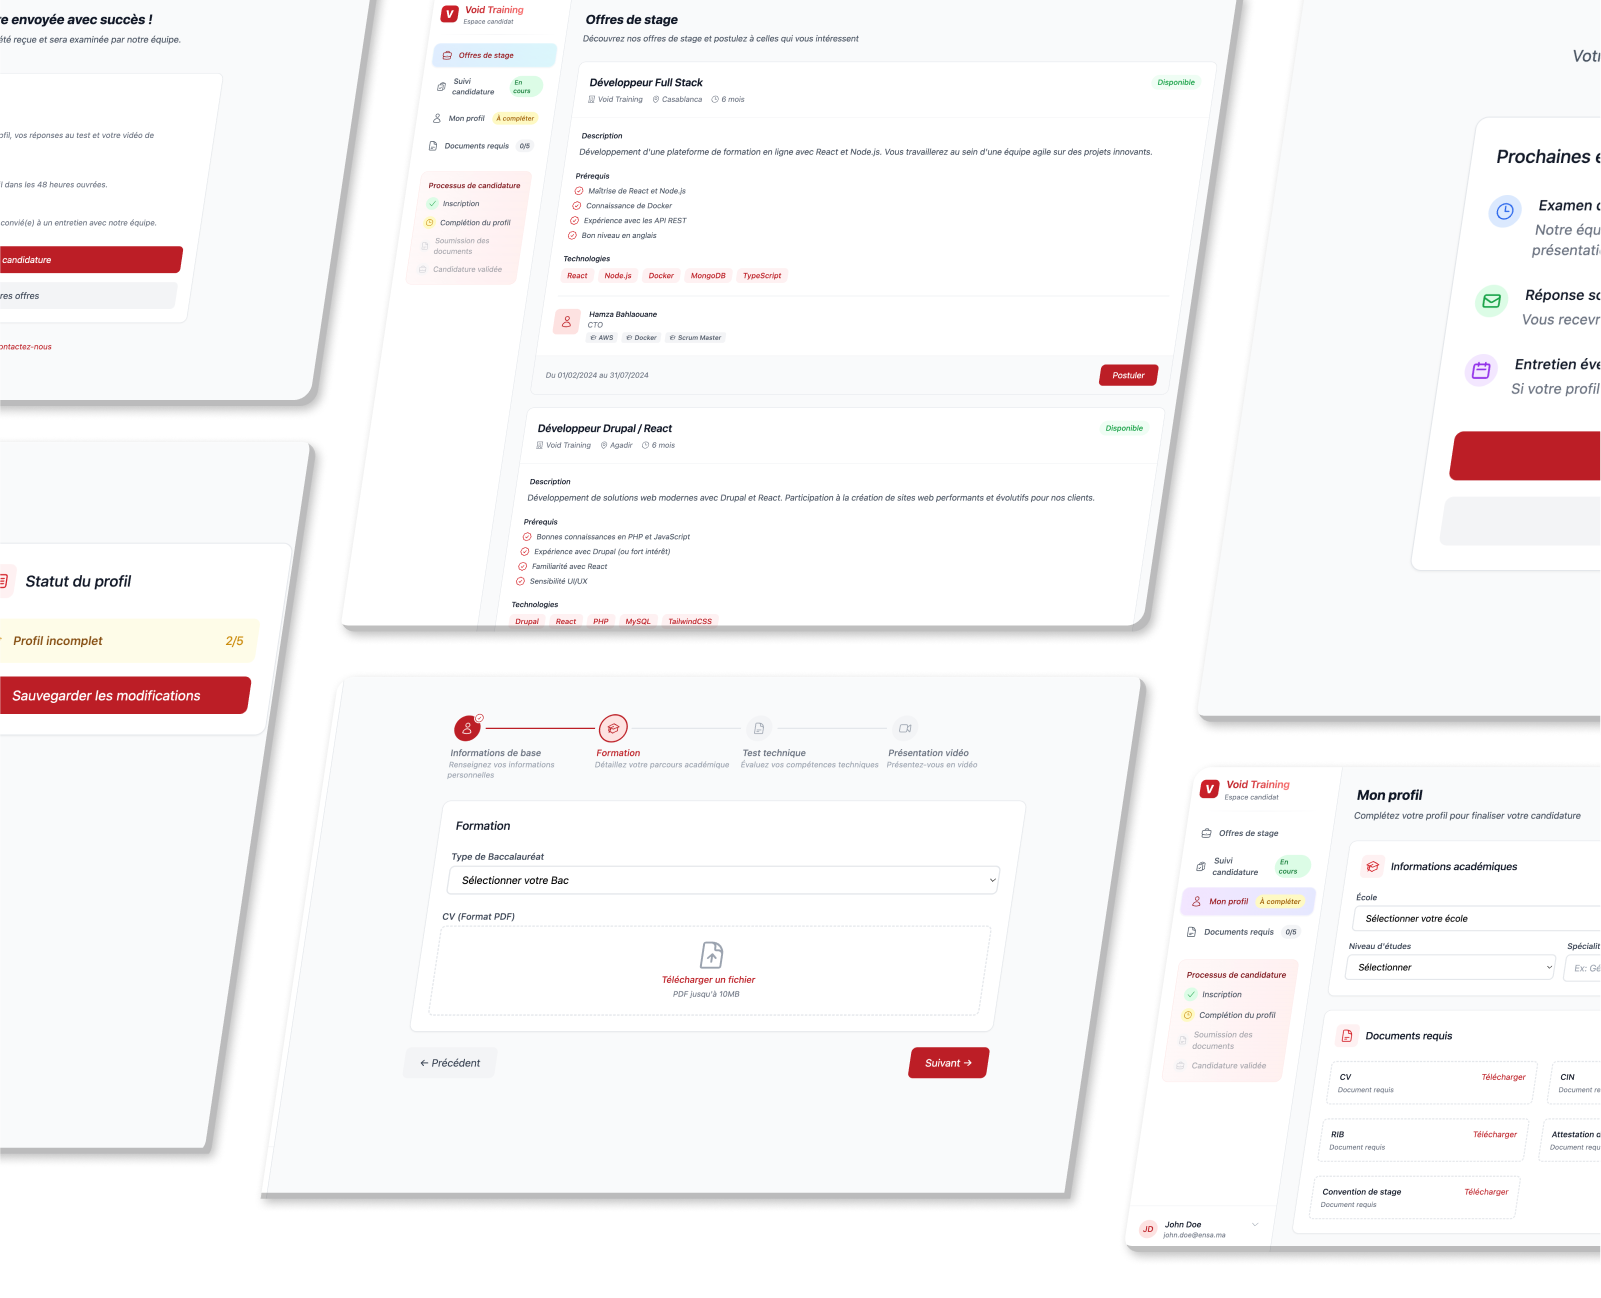 e envoyée avec succès !
été reçue et sera examinée par notre équipe.
ofil, vos réponses au test et votre vidéo de
l dans les 48 heures ouvrées.
convié(e) à un entretien avec notre équipe.
candidature
res offres
ontactez-nous
Statut du profil
Profil incomplet 2/5
Sauvegarder les modifications
V Void Training
Espace candidat
Offres de stage
Suivi
candidature
En
cours
Mon profil À compléter
Documents requis 0/5
Processus de candidature
Inscription
Complétion du profil
Soumission des
documents
Candidature validée
Offres de stage
Découvrez nos offres de stage et postulez à celles qui vous intéressent
Développeur Full Stack Disponible
Void Training Casablanca 6 mois
Description
Développement d'une plateforme de formation en ligne avec React et Node.js. Vous travaillerez au sein d'une équipe agile sur des projets innovants.
Prérequis
Maîtrise de React et Node.js
Connaissance de Docker
Expérience avec les API REST
Bon niveau en anglais
Technologies
React Node.js Docker MongoDB TypeScript
Hamza Bahlaouane
CTO
AWS Docker Scrum Master
Du 01/02/2024 au 31/07/2024 Postuler
Développeur Drupal / React Disponible
Void Training Agadir 6 mois
Description
Développement de solutions web modernes avec Drupal et React. Participation à la création de sites web performants et évolutifs pour nos clients.
Prérequis
Bonnes connaissances en PHP et JavaScript
Expérience avec Drupal (ou fort intérêt)
Familiarité avec React
Sensibilité UI/UX
Technologies
Drupal React PHP MySQL TailwindCSS
Informations de base
Renseignez vos informations
personnelles
Formation
Détaillez votre parcours académique
Test technique
Évaluez vos compétences techniques
Présentation vidéo
Présentez-vous en vidéo
Formation
Type de Baccalauréat
Sélectionner votre Bac
CV (Format PDF)
Télécharger un fichier
PDF jusqu'à 10MB
← Précédent Suivant →
Votr
Prochaines é
Examen d
Notre équ
présentati
Réponse so
Vous recevr
Entretien éve
Si votre profil
V Void Training
Espace candidat
Offres de stage
Suivi
candidature
En
cours
Mon profil À compléter
Documents requis 0/5
Processus de candidature
Inscription
Complétion du profil
Soumission des
documents
Candidature validée
JD John Doe
john.doe@ensa.ma
Mon profil
Complétez votre profil pour finaliser votre candidature
Informations académiques
École
Sélectionner votre école
Niveau d'études Spécialit
Sélectionner Ex: Gé
Documents requis
CV Télécharger
Document requis
CIN
Document re
RIB Télécharger
Document requis
Attestation d
Document requ
Convention de stage Télécharger
Document requis